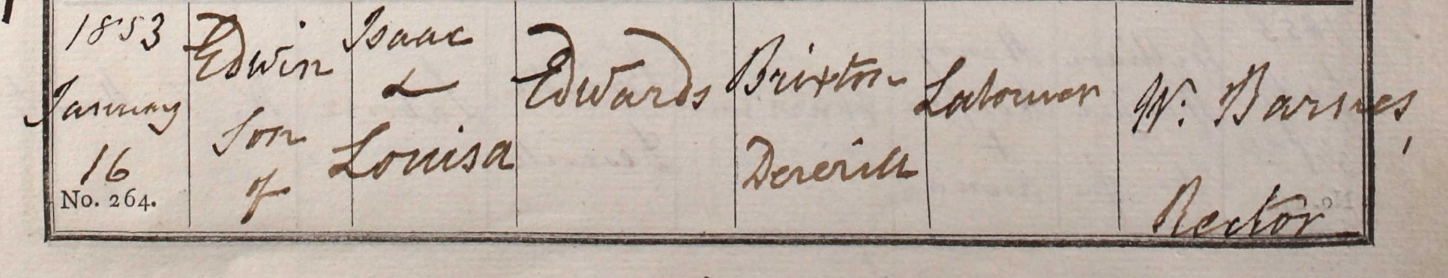 1853
January
16
No. 264.
Edwin
Son
of
Isaac
&
Louisa
Edwards
Brixton
Deverill
Labourer
W. Barnes,
Rector